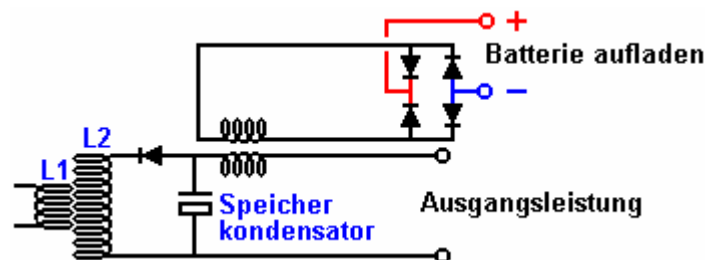 +
Batterie aufladen
−
L2
L1
Speicher
kondensator
Ausgangsleistung